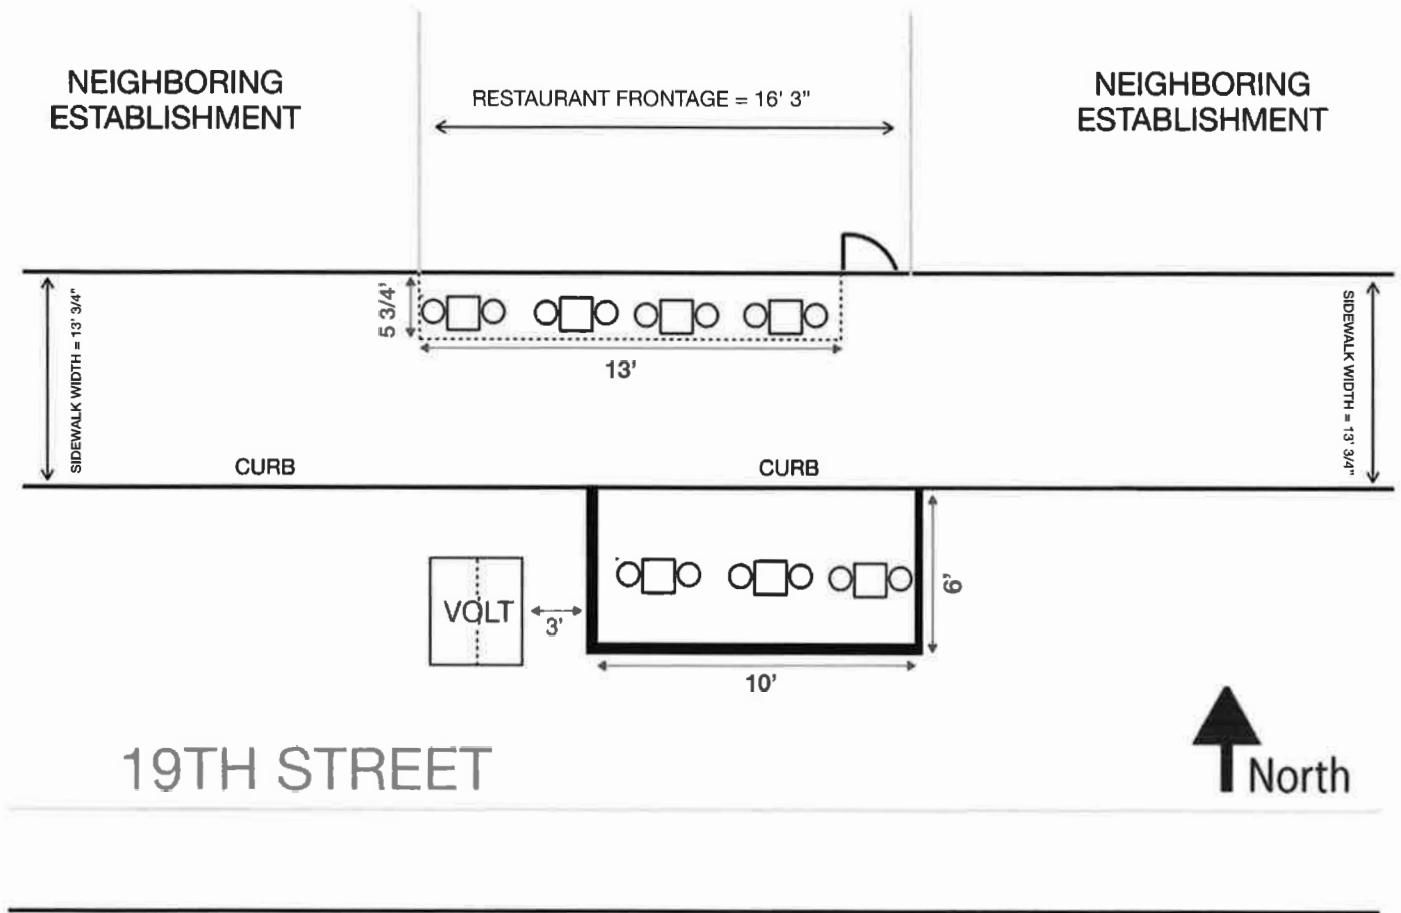 NEIGHBORING
ESTABLISHMENT
RESTAURANT FRONTAGE = 16' 3"
NEIGHBORING
ESTABLISHMENT
SIDEWALK WIDTH = 13' 3/4"
5 3/4'
13'
SIDEWALK WIDTH = 13' 3/4"
CURB
CURB
VOLT
3'
6'
10'
19TH STREET
North